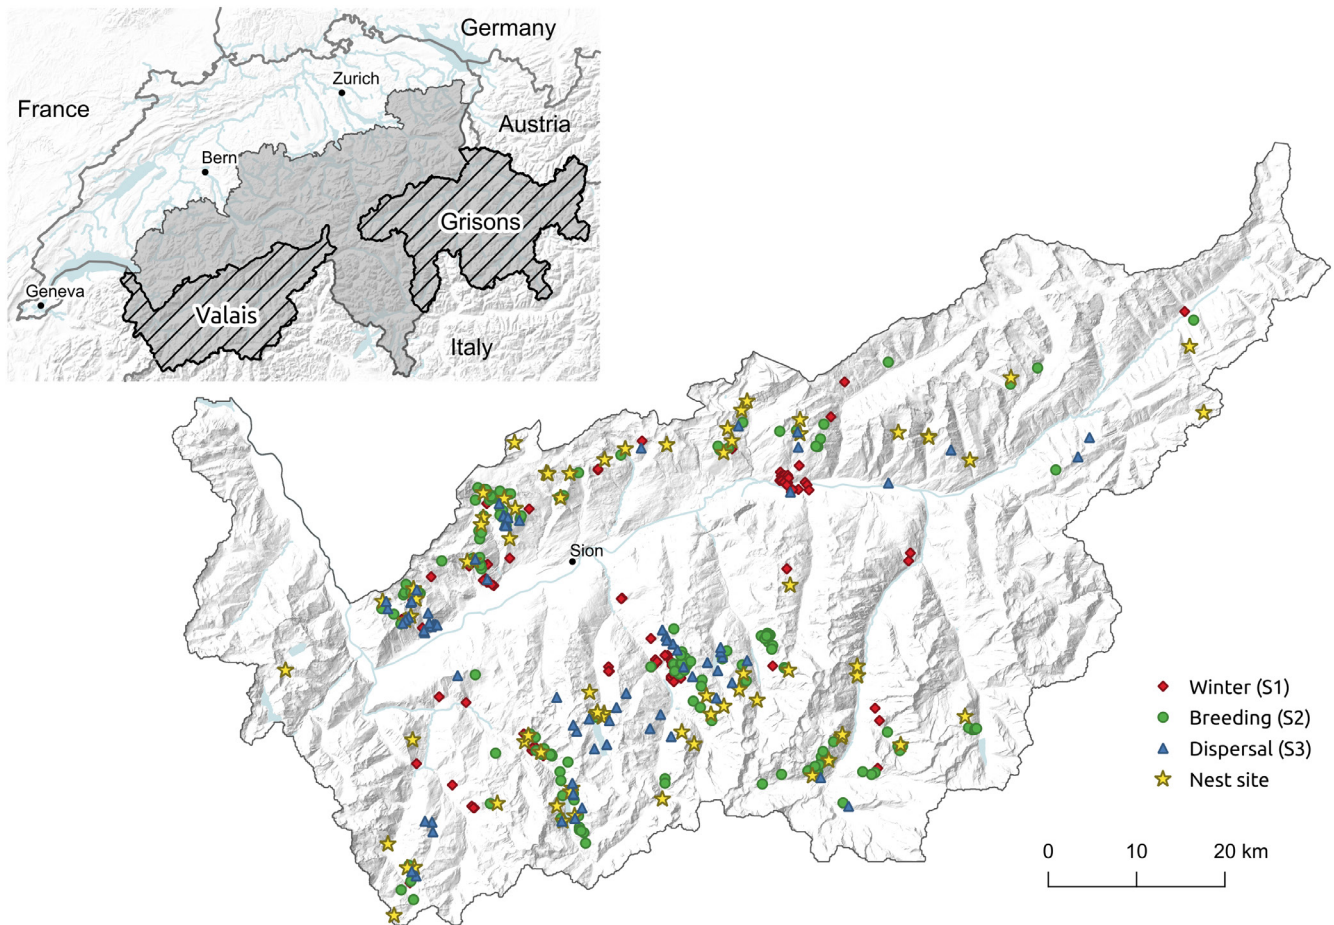 Germany
Zurich
France
Austria
Bern
Grisons
Geneva
Valais
Italy
Sion
Winter (S1)
Breeding (S2)
Dispersal (S3)
Nest site
0 10 20 km